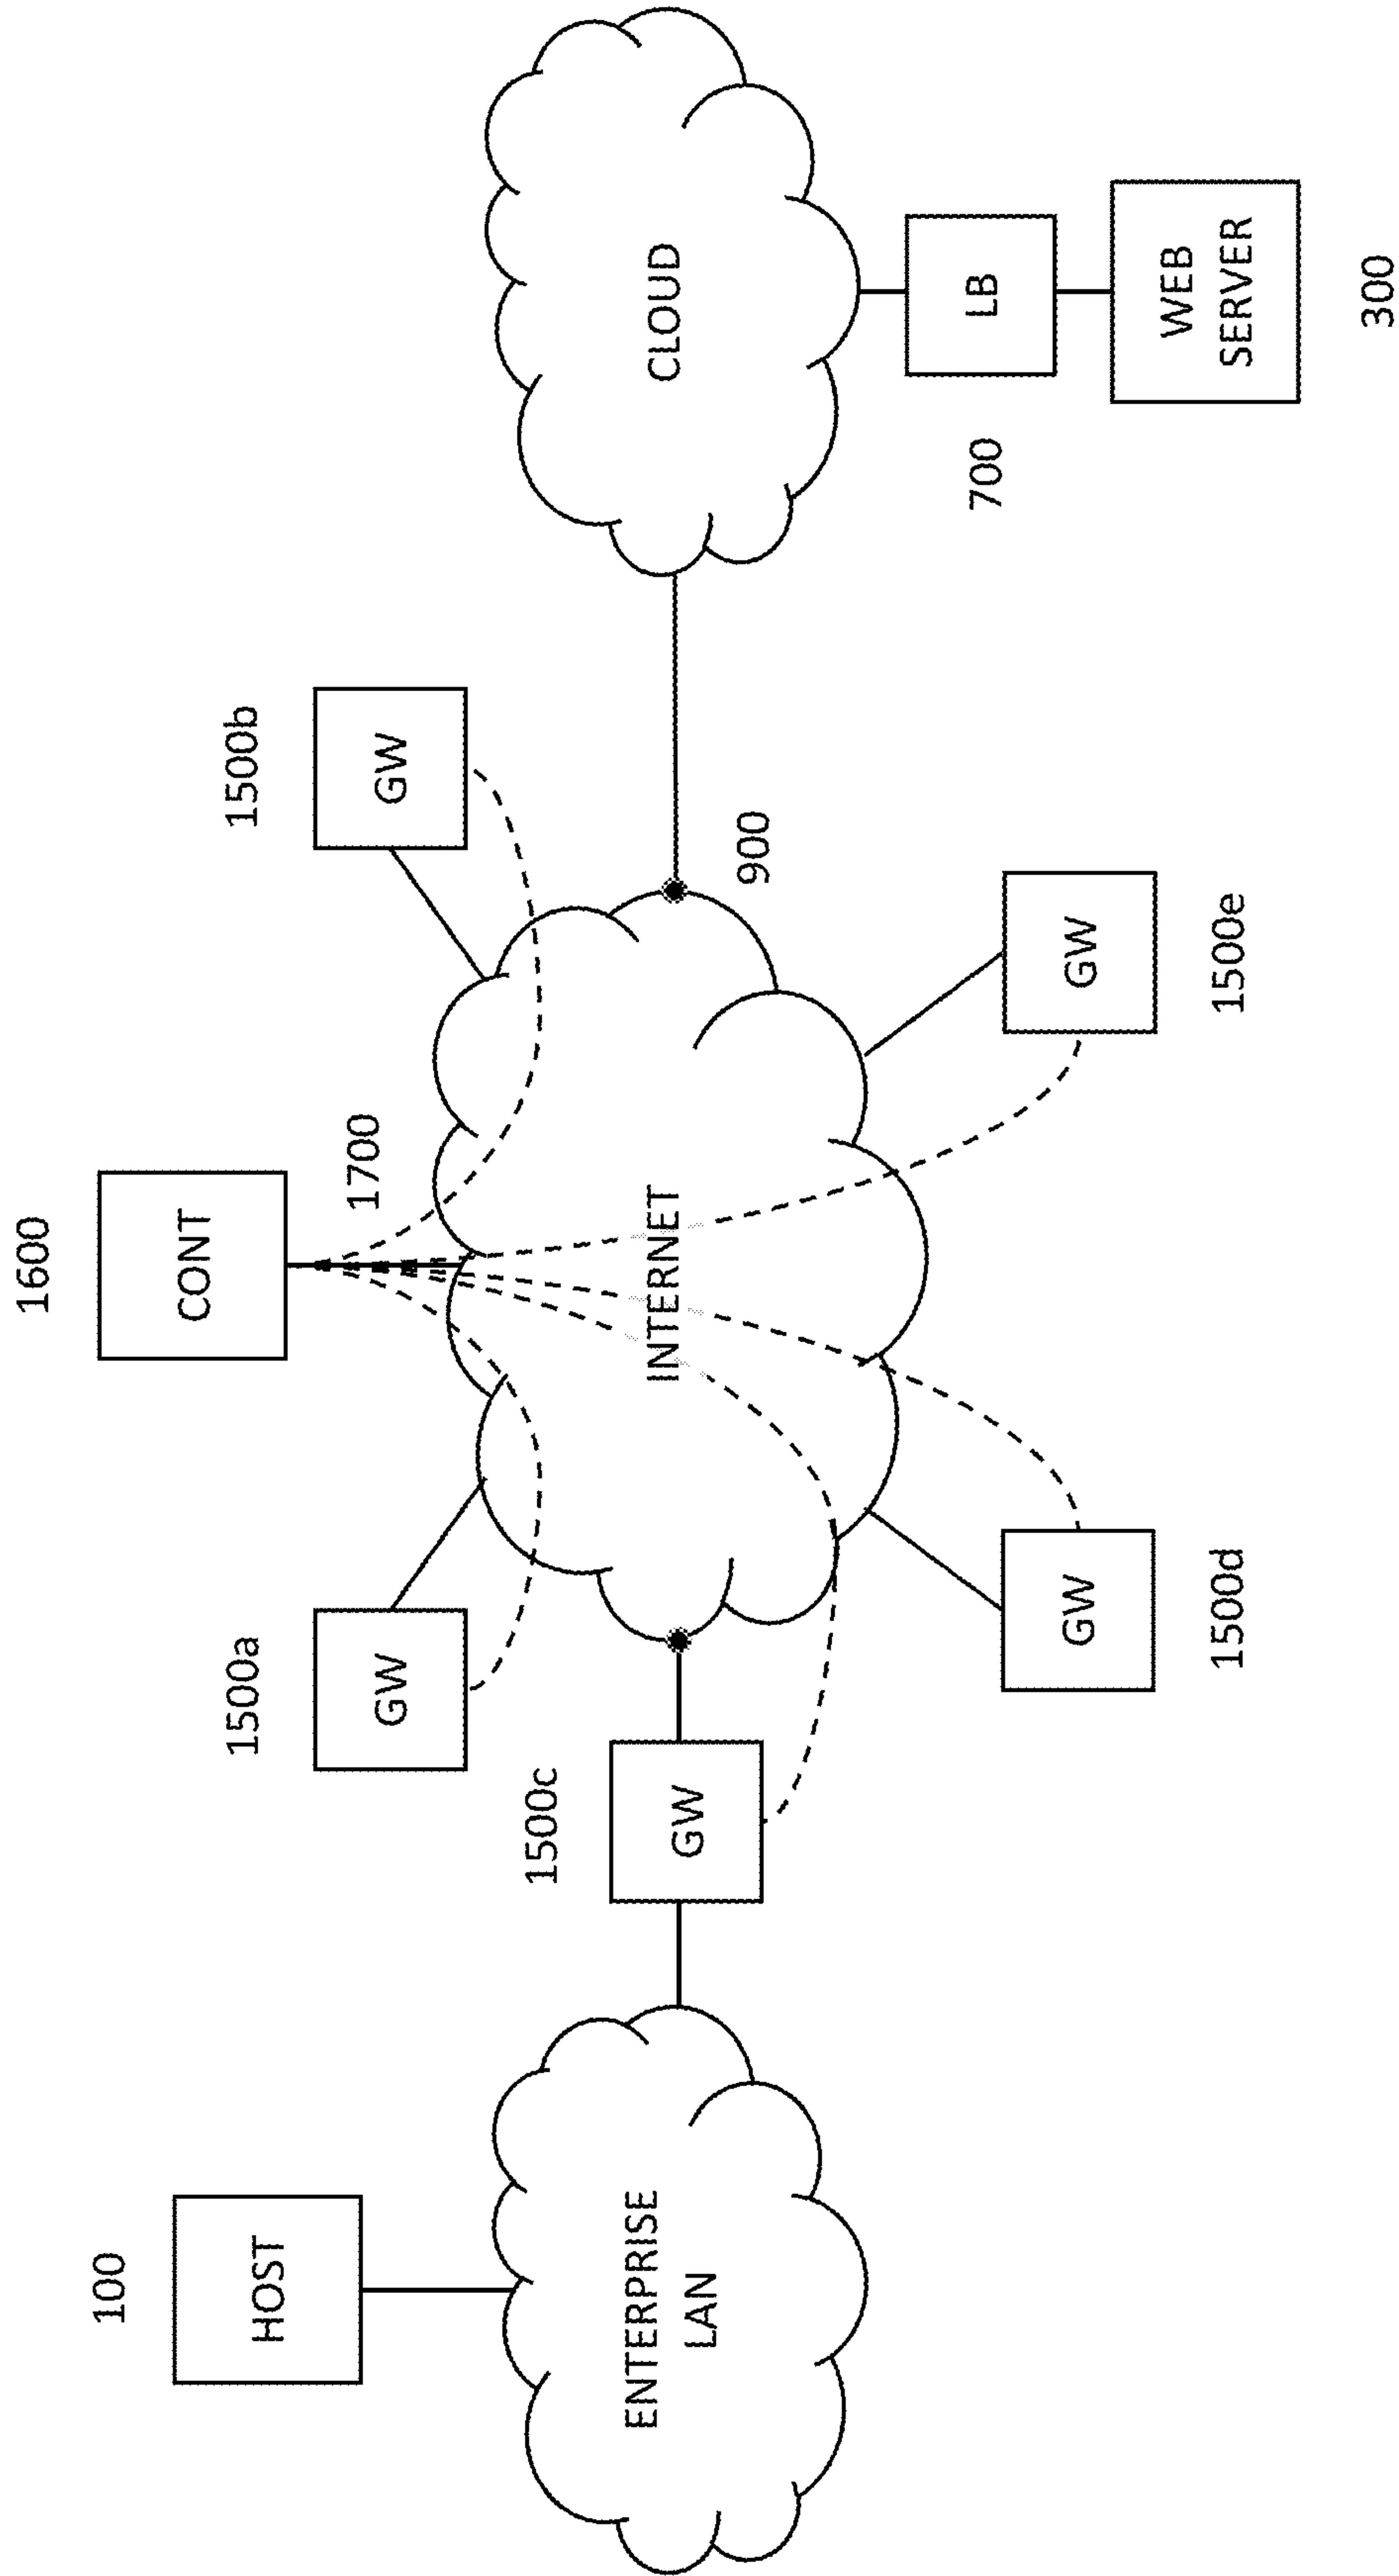 1600
CONT
1700
100
HOST
1500a
GW
1500b
GW
1500c
GW
ENTERPRISE
LAN
INTERNET
CLOUD
900
700
LB
WEB
SERVER
300
GW
1500d
GW
1500e